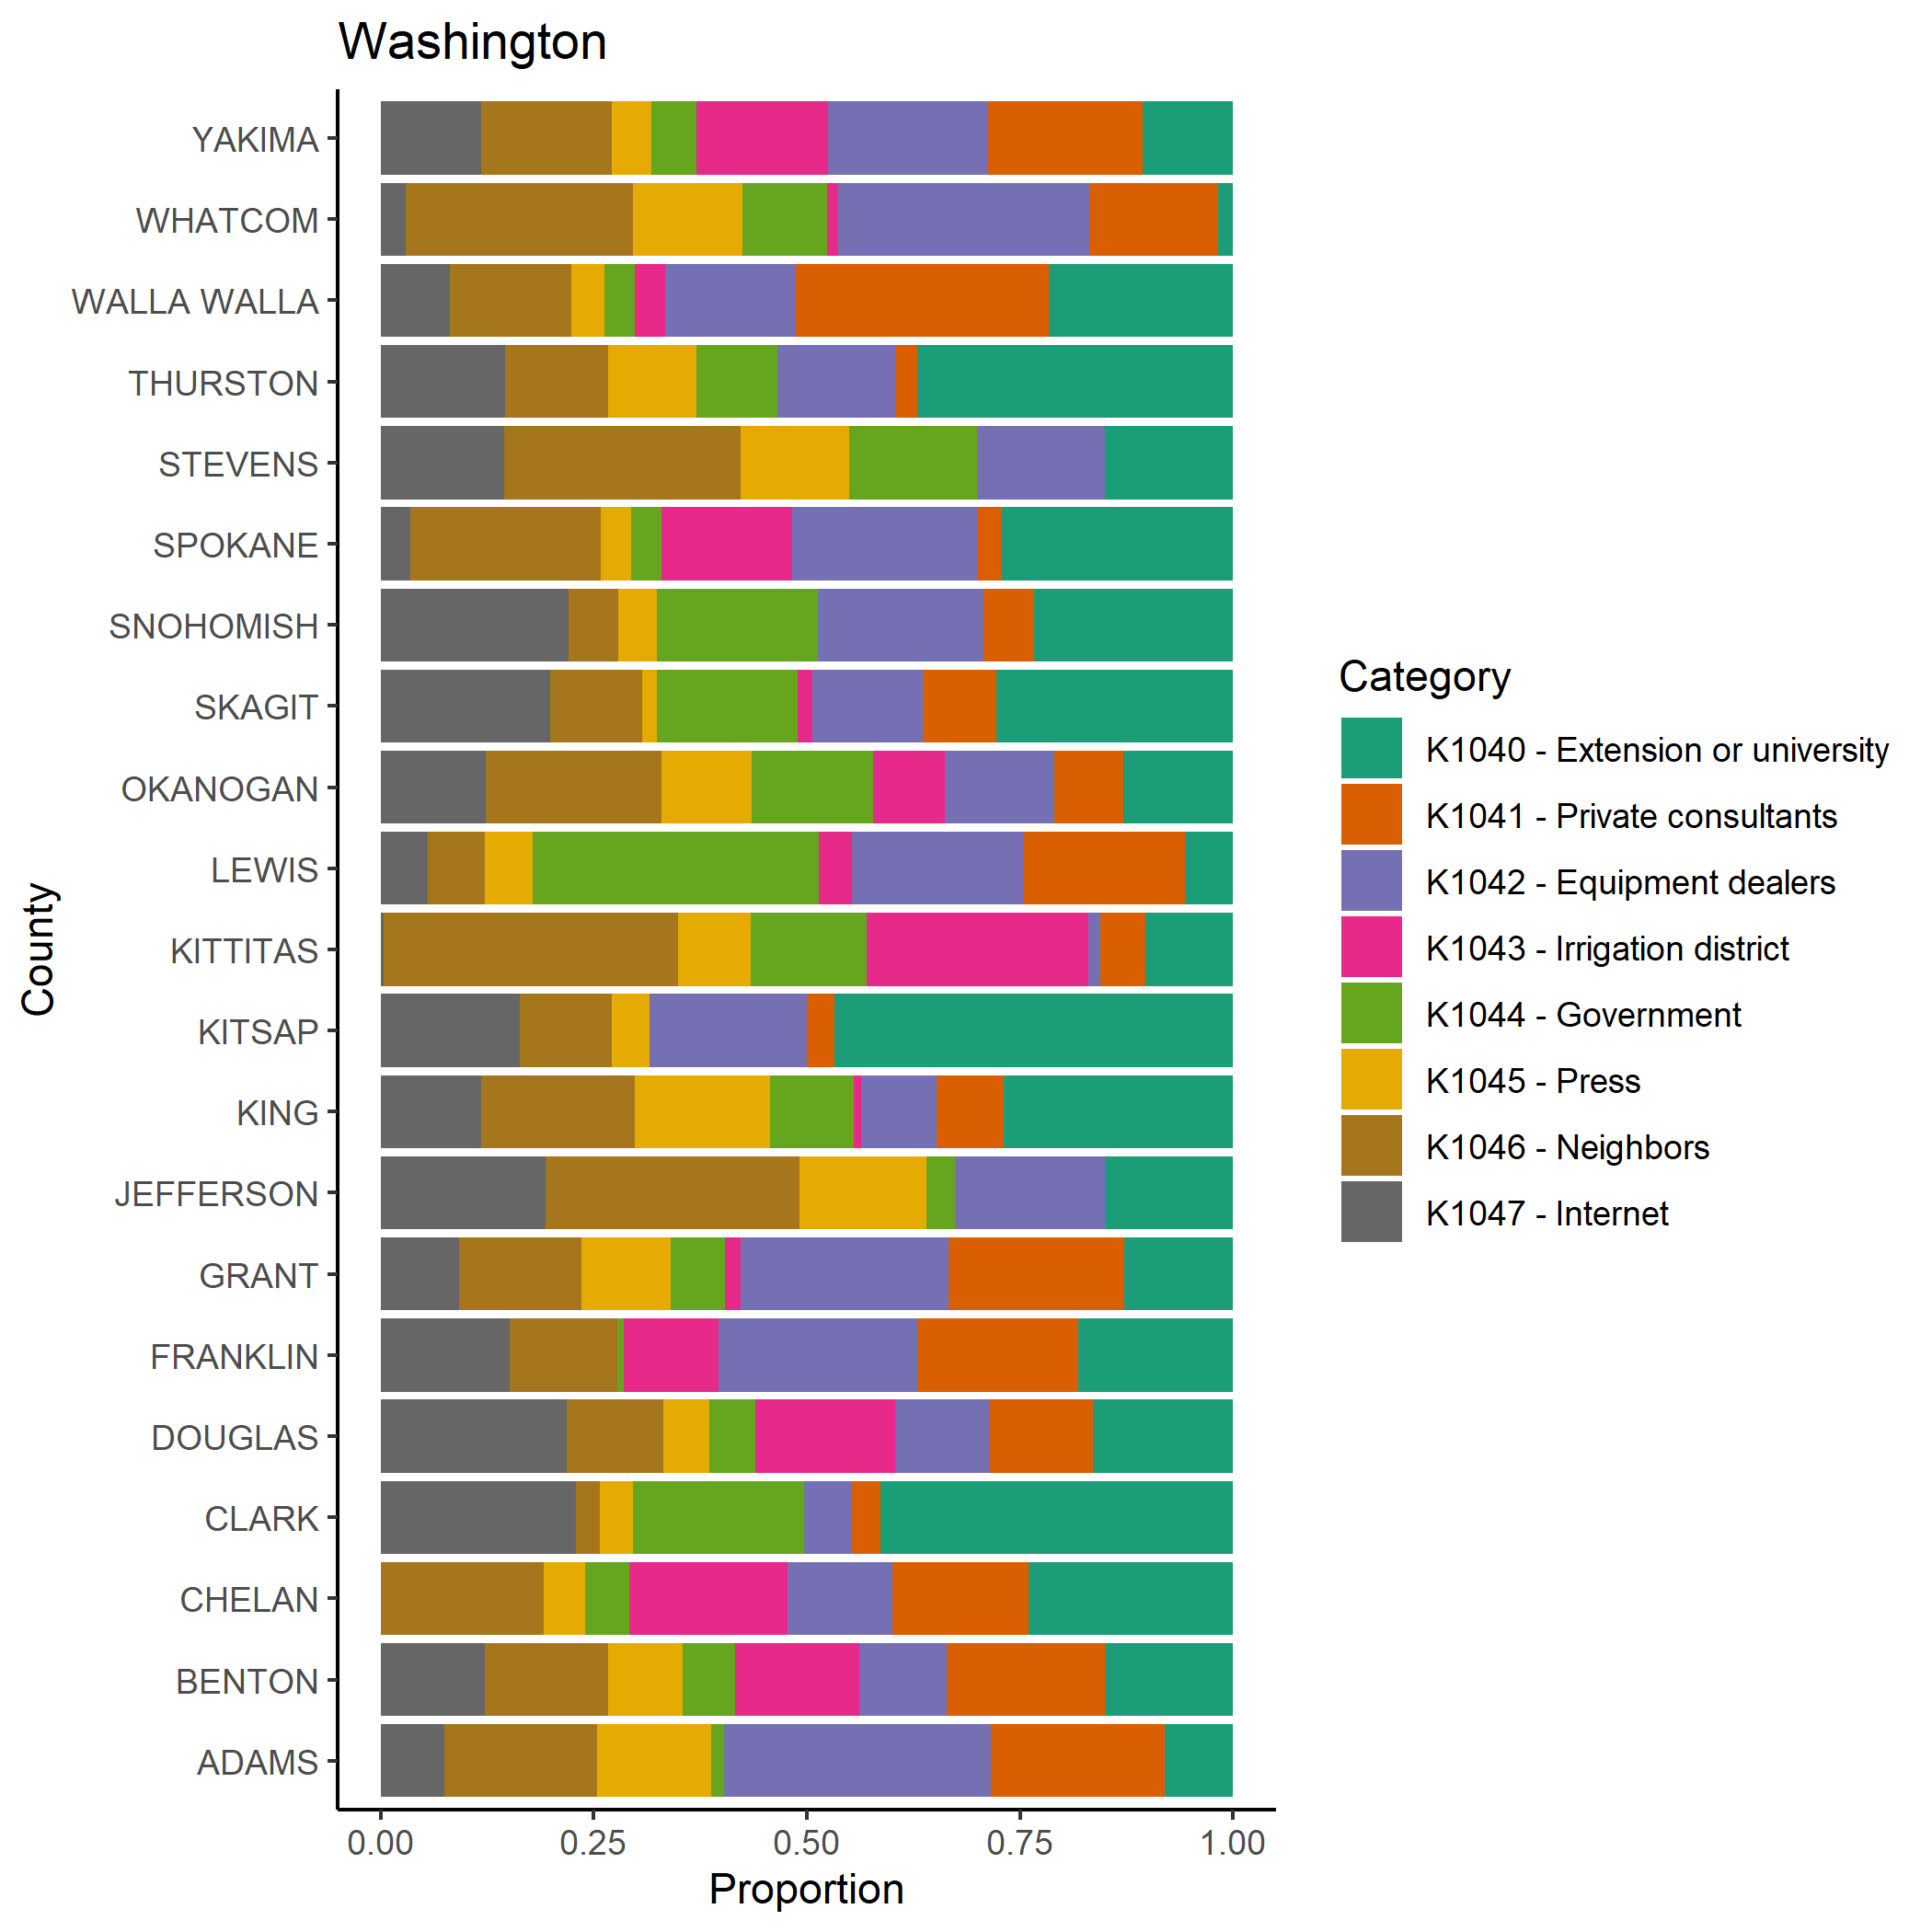 Washington
County
YAKIMA
WHATCOM
WALLA WALLA
THURSTON
STEVENS
SPOKANE
SNOHOMISH
SKAGIT
OKANOGAN
LEWIS
KITTITAS
KITSAP
KING
JEFFERSON
GRANT
FRANKLIN
DOUGLAS
CLARK
CHELAN
BENTON
ADAMS
0.00 0.25 0.50 0.75 1.00
Proportion
Category
K1040 - Extension or university
K1041 - Private consultants
K1042 - Equipment dealers
K1043 - Irrigation district
K1044 - Government
K1045 - Press
K1046 - Neighbors
K1047 - Internet